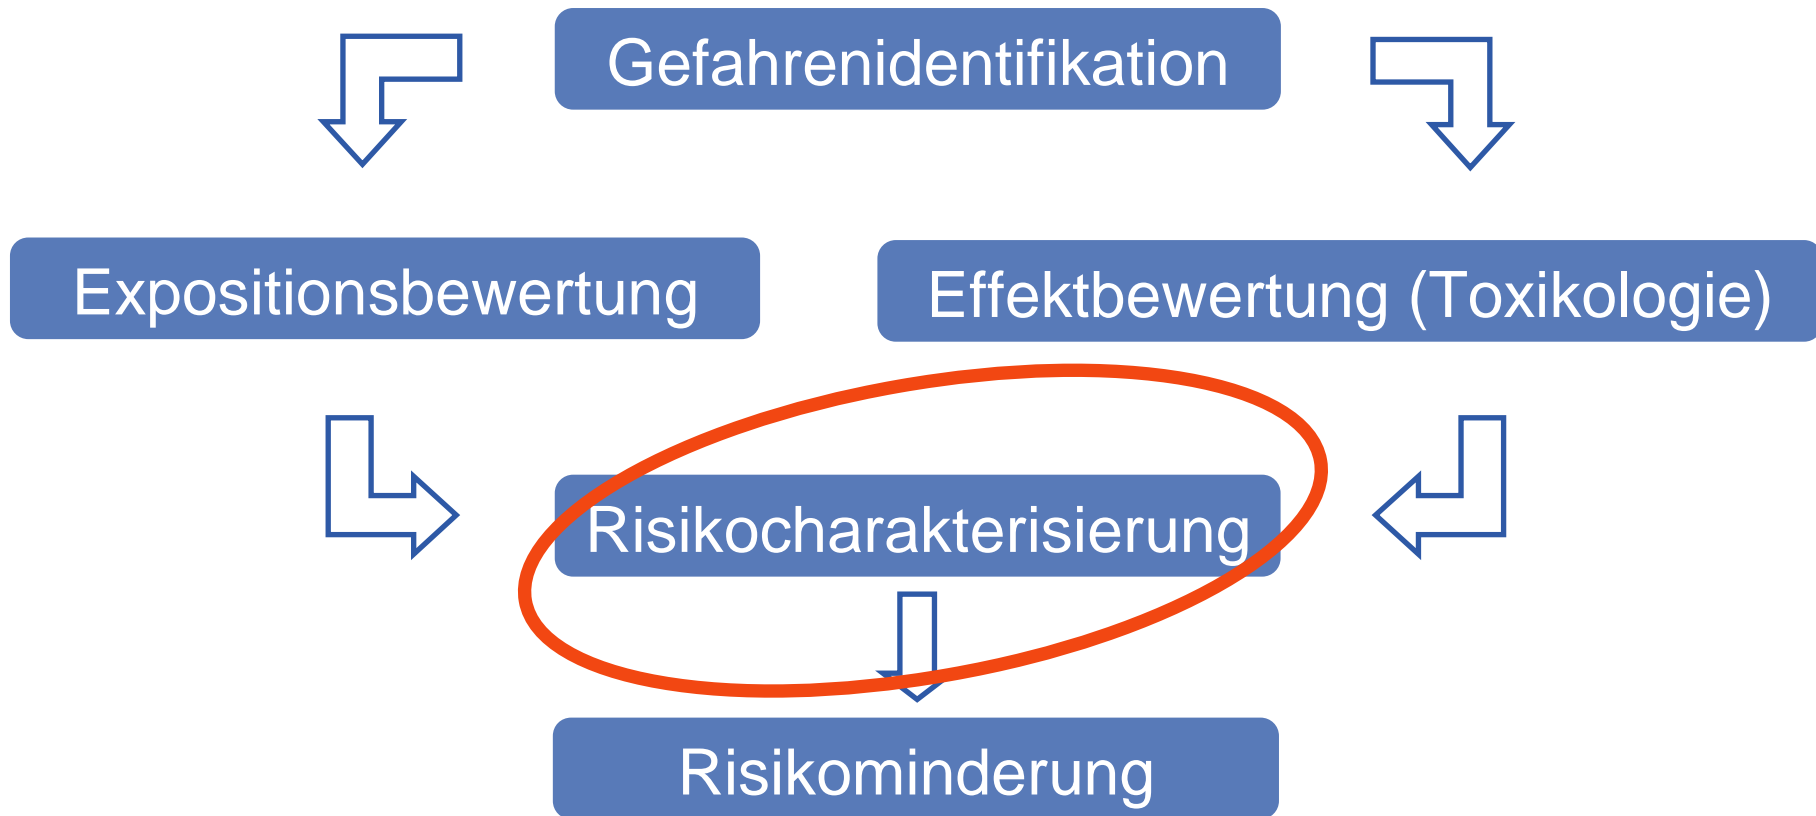 Gefahrenidentifikation
Expositionsbewertung
Effektbewertung (Toxikologie)
Risikocharakterisierung
Risikominderung